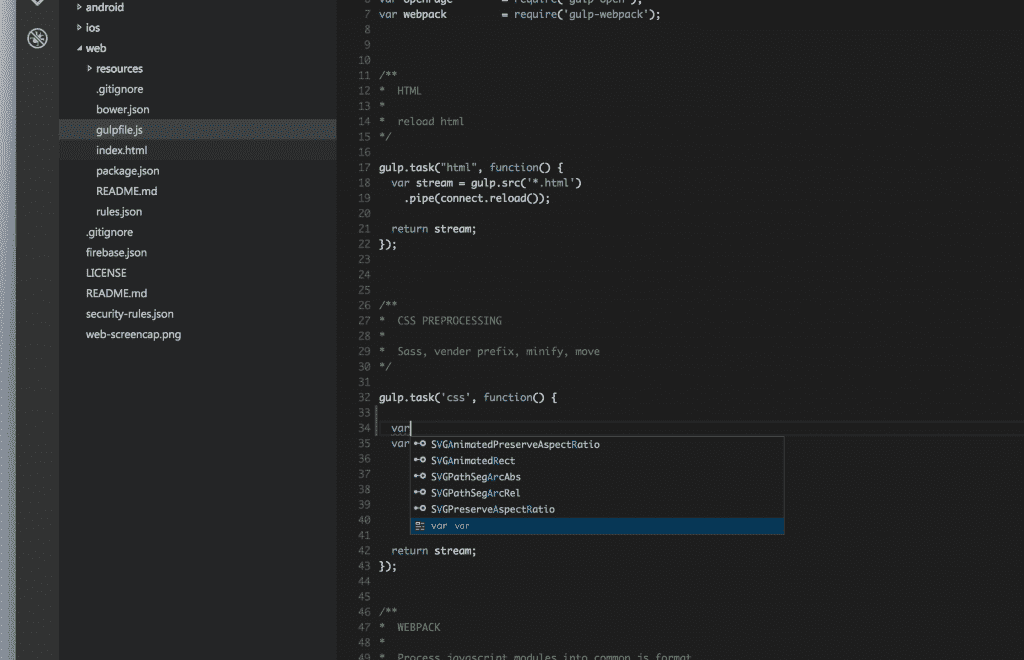 android
ios
web
resources
.gitignore
bower.json
gulpfile.js
index.html
package.json
README.md
rules.json
.gitignore
firebase.json
LICENSE
README.md
security-rules.json
web-screencap.png
7 var webpack = require('gulp-webpack');
8
9
10
11 /**
12 * HTML
13 *
14 * reload html
15 */
16
17 gulp.task("html", function() {
18 var stream = gulp.src('*.html')
19 .pipe(connect.reload());
20
21 return stream;
22 });
23
24
25
26 /**
27 * CSS PREPROCESSING
28 *
29 * Sass, vender prefix, minify, move
30 */
31
32 gulp.task('css', function() {
33
34 var
35 var
36
37
38
39
40
41
SVGAnimatedPreserveAspectRatio
SVGAnimatedRect
SVGPathSegArcAbs
SVGPathSegArcRel
SVGPreserveAspectRatio
var var
42 return stream;
43 });
44
45
46 /**
47 * WEBPACK
48 *
49 * Process javascript modules into common js format